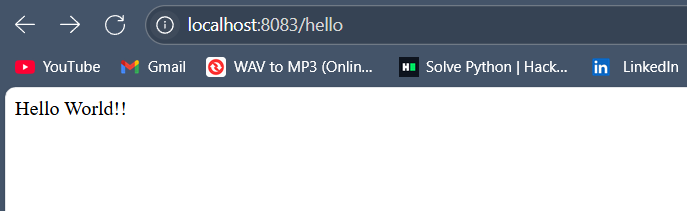 localhost:8083/hello
YouTube Gmail WAV to MP3 (Onlin... Solve Python | Hack... LinkedIn
Hello World!!